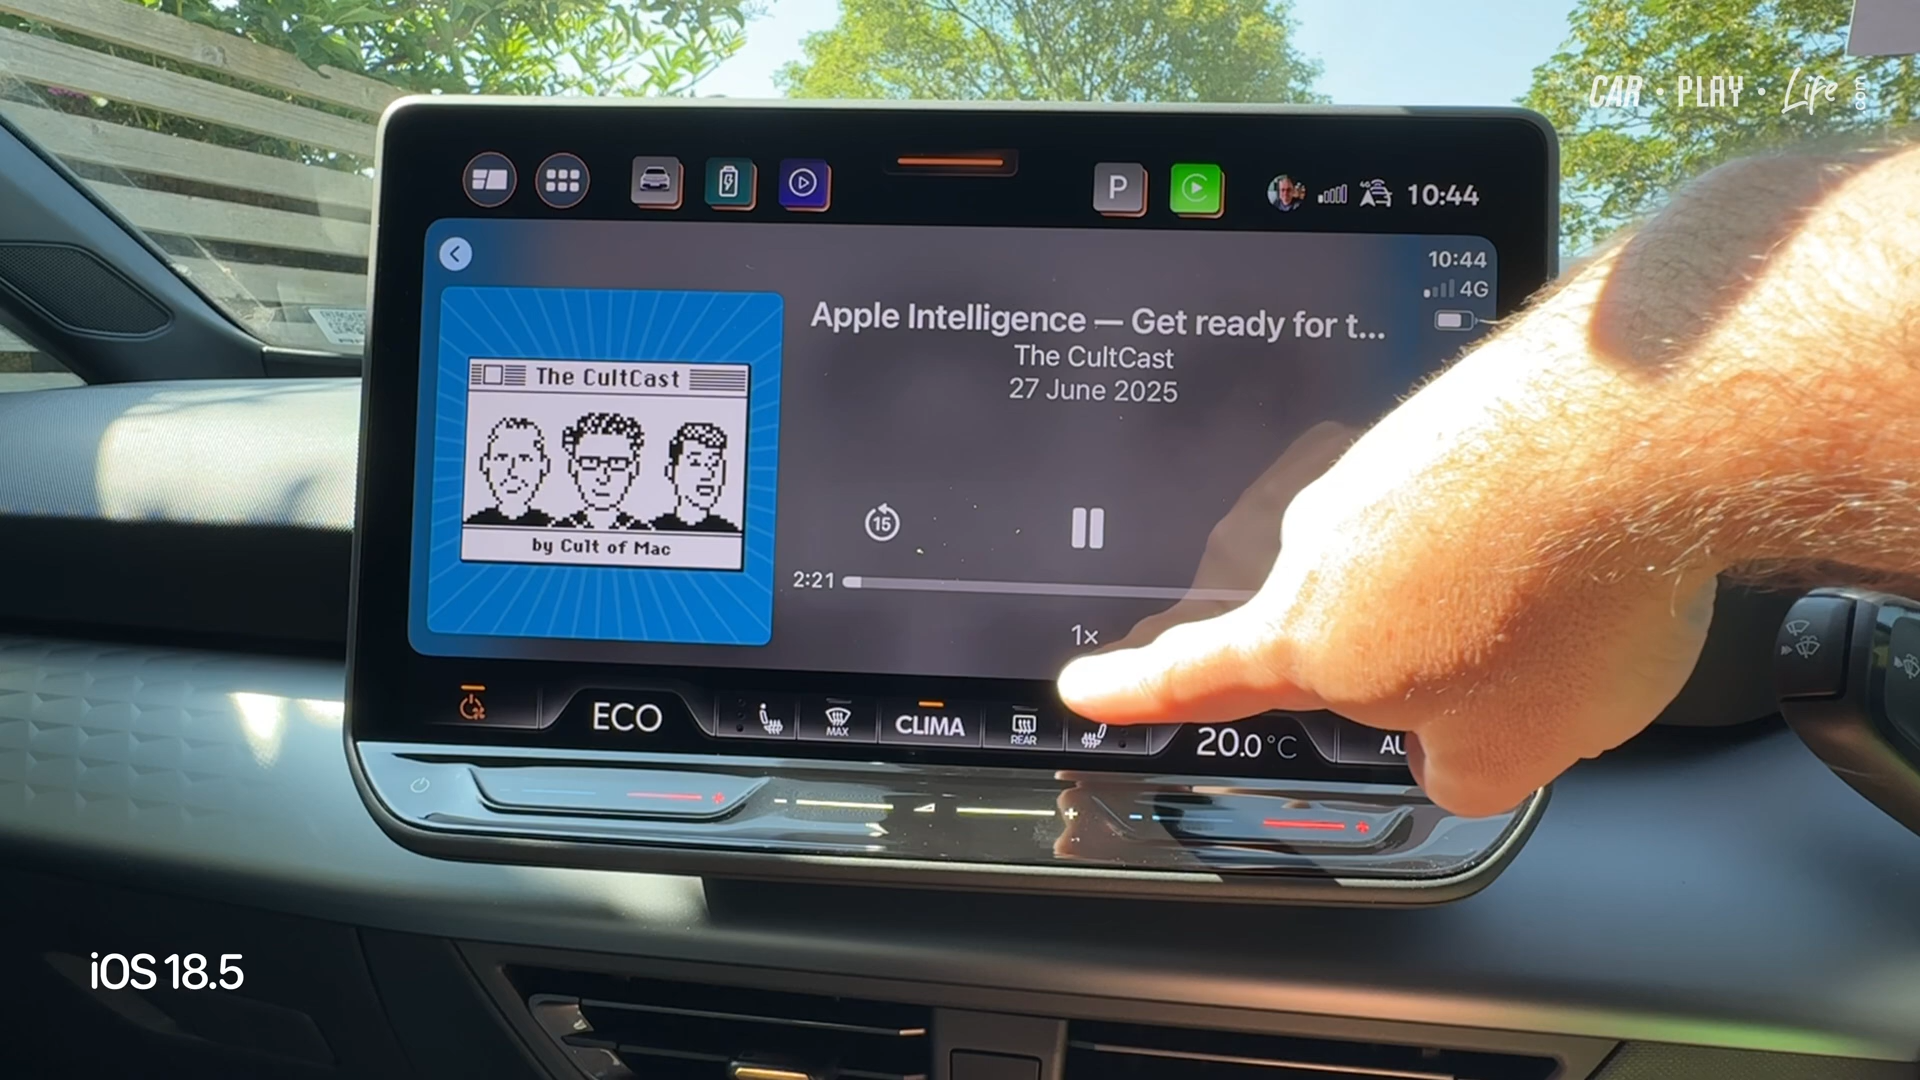 CAR • PLAY • Life .com
P
10:44
10:44
4G
Apple Intelligence — Get ready for t...
The CultCast
27 June 2025
The CultCast
by Cult of Mac
15
2:21
1×
ECO
MAX
CLIMA
REAR
20.0°C
AU
iOS 18.5